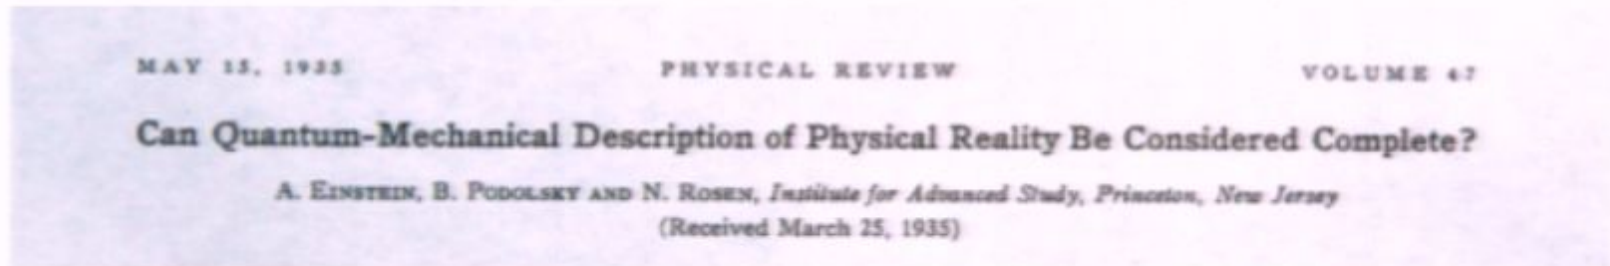 MAY 15, 1935 PHYSICAL REVIEW VOLUME 47
Can Quantum-Mechanical Description of Physical Reality Be Considered Complete?
A. EINSTEIN, B. PODOLSKY AND N. ROSEN, Institute for Advanced Study, Princeton, New Jersey
(Received March 25, 1935)